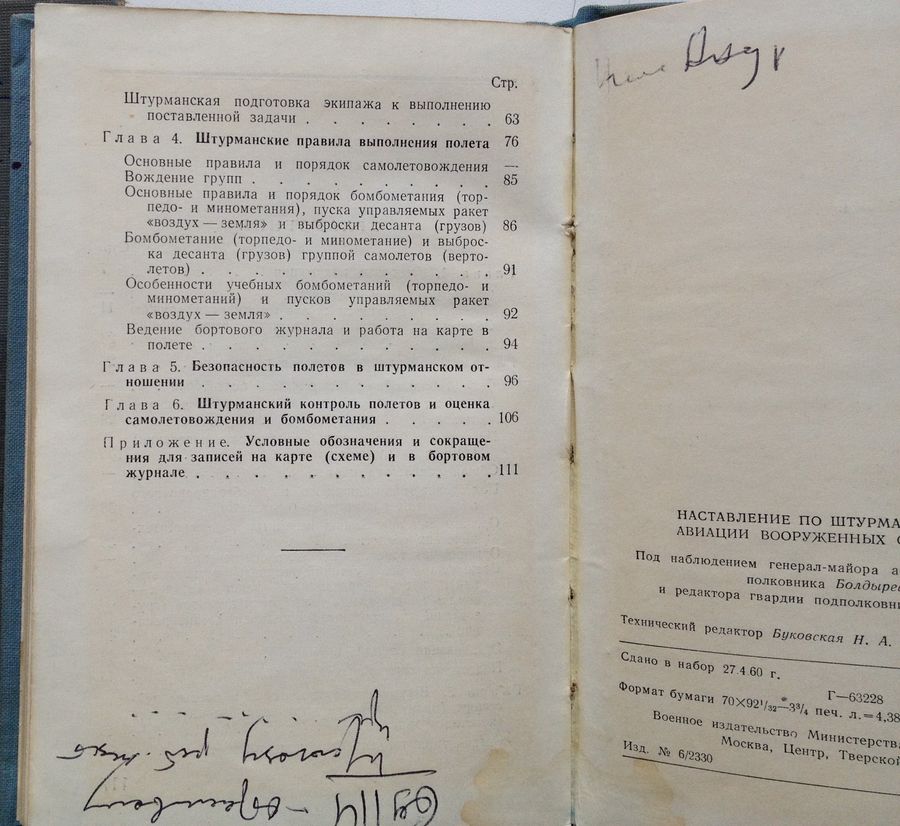 Стр.
Штурманская подготовка экипажа к выполнению
поставленной задачи . . . . . . . . 63
Глава 4. Штурманские правила выполнения полета 76
Основные правила и порядок самолетовождения —
Вождение групп . . . . . . . . . . 85
Основные правила и порядок бомбометания (тор-
педо- и минометания), пуска управляемых ракет
«воздух — земля» и выброски десанта (грузов) 86
Бомбометание (торпедо- и минометание) и выброс-
ка десанта (грузов) группой самолетов (верто-
летов) . . . . . . . . . . . . . 91
Особенности учебных бомбометаний (торпедо- и
минометаний) и пусков управляемых ракет
«воздух — земля» . . . . . . . . . 92
Ведение бортового журнала и работа на карте в
полете . . . . . . . . . . . . . 94
Глава 5. Безопасность полетов в штурманском от-
ношении . . . . . . . . . . . . . 96
Глава 6. Штурманский контроль полетов и оценка
самолетовождения и бомбометания . . . . . 106
Приложение. Условные обозначения и сокраще-
ния для записей на карте (схеме) и в бортовом
журнале . . . . . . . . . . . . . 111
НАСТАВЛЕНИЕ ПО ШТУРМА
АВИАЦИИ ВООРУЖЕННЫХ С
Под наблюдением генерал-майора а
полковника Болдырев
и редактора гвардии подполковни
Технический редактор Буковская Н. А.
Сдано в набор 27.4.60 г.
Г—63228
Формат бумаги 70×92¹/₃₂—3³/₄ печ. л.=4,38
Военное издательство Министерства
Москва, Центр, Тверской
Изд. № 6/2330